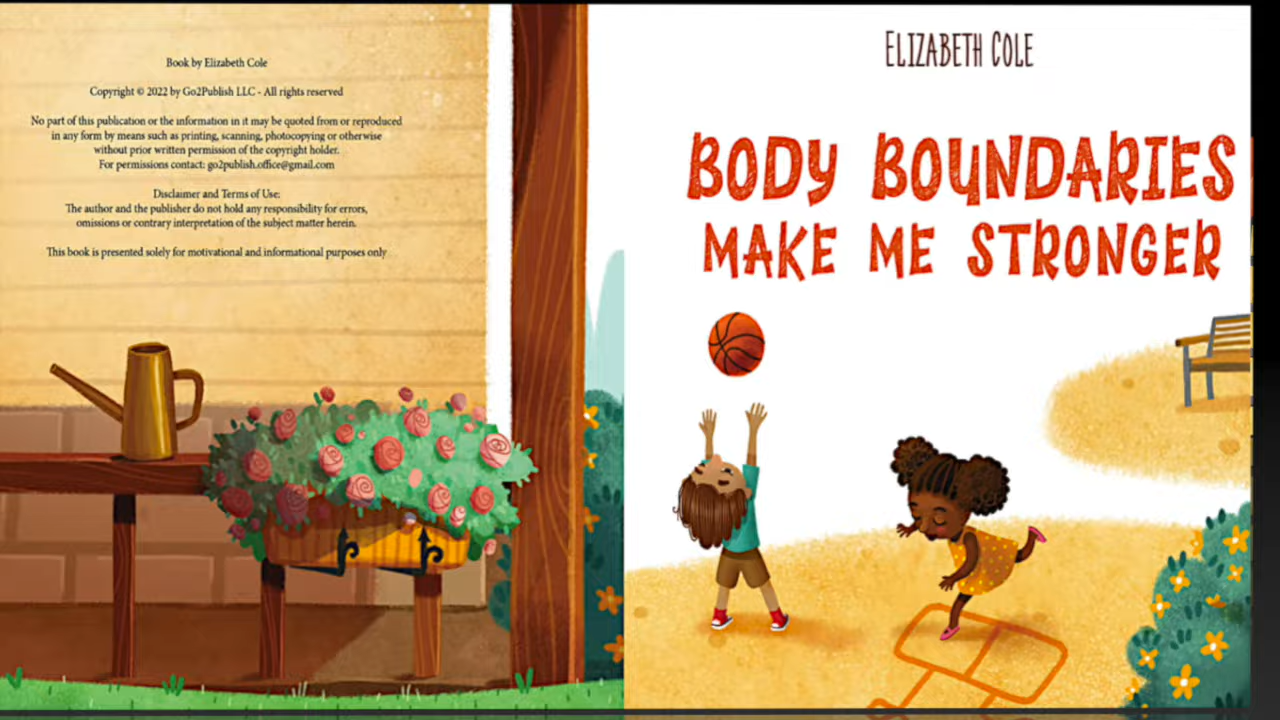 Book by Elizabeth Cole
Copyright © 2022 by Go2Publish LLC - All rights reserved
No part of this publication or the information in it may be quoted from or reproduced
in any form by means such as printing, scanning, photocopying or otherwise
without prior written permission of the copyright holder.
For permissions contact: go2publish.office@gmail.com
Disclaimer and Terms of Use:
The author and the publisher do not hold any responsibility for errors,
omissions or contrary interpretation of the subject matter herein.
This book is presented solely for motivational and informational purposes only
ELIZABETH COLE
BODY BOUNDARIES
MAKE ME STRONGER